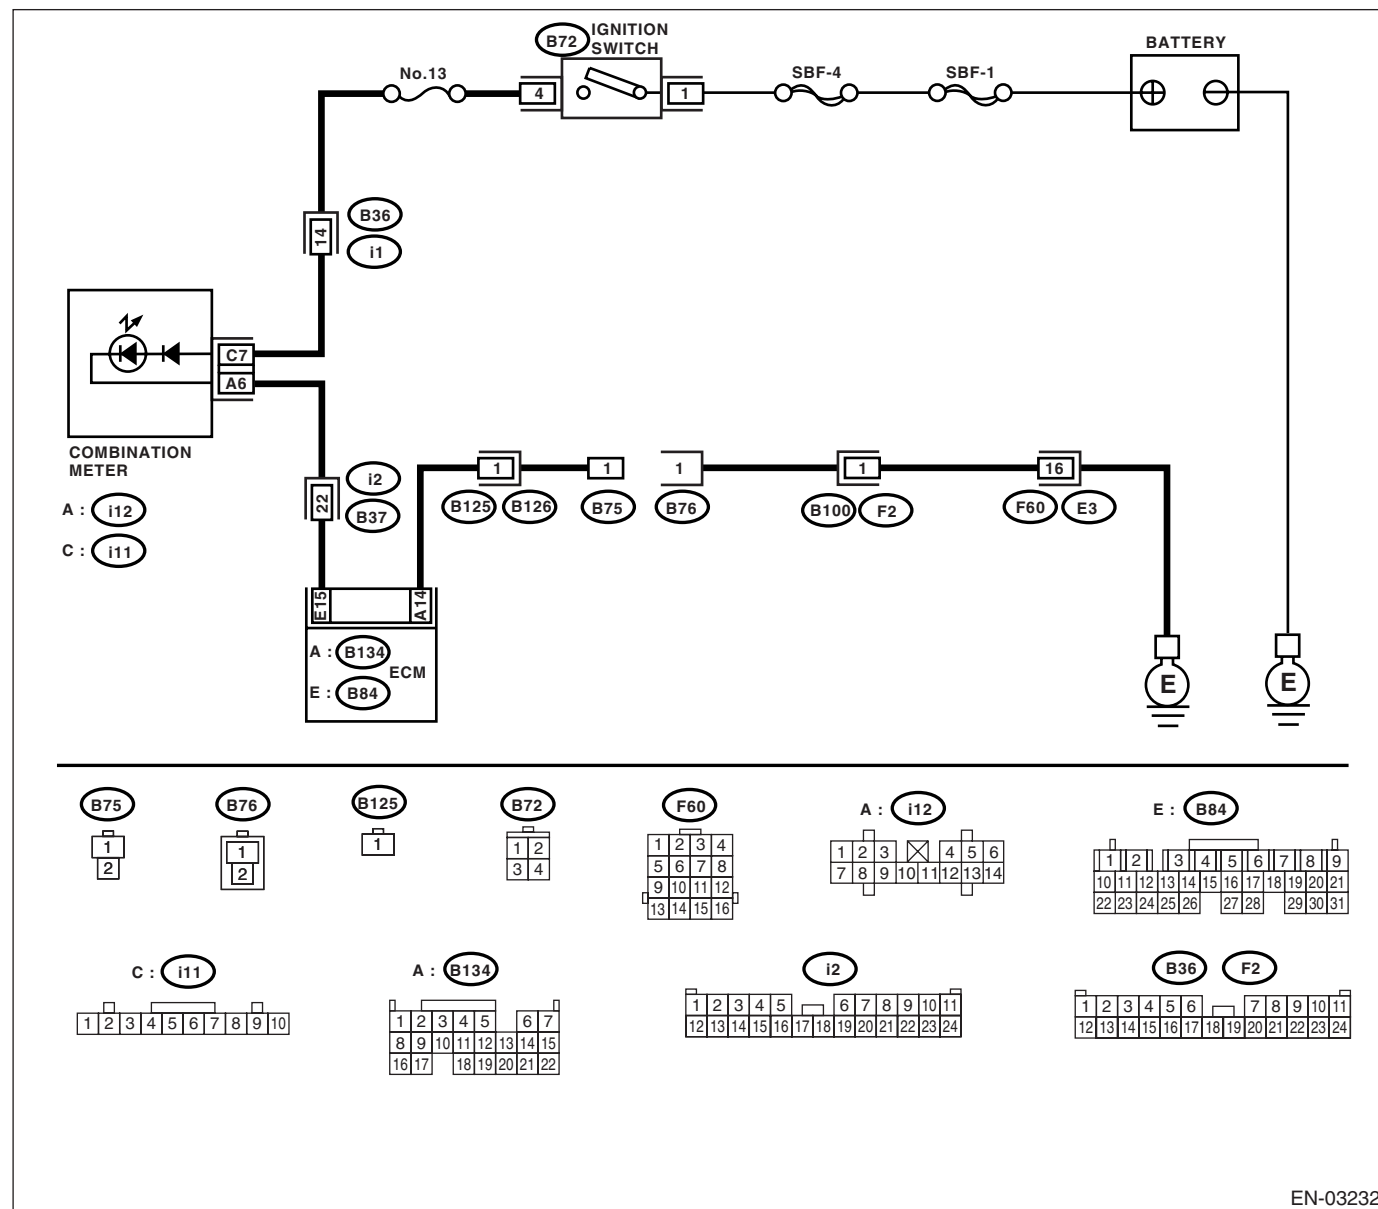 B72 IGNITION
SWITCH
BATTERY
No.13
SBF-4
SBF-1
4
1
14
B36
i1
C7
A6
COMBINATION
METER
A : i12
C : i11
22
i2
B37
1
1
1
1
16
B125 B126 B75 B76 B100 F2 F60 E3
E15
A14
A : B134
ECM
E : B84
E
E
B75
1
2
B76
1
2
B125
1
B72
1 2
3 4
F60
1 2 3 4
5 6 7 8
9 10 11 12
13 14 15 16
A : i12
1 2 3 4 5 6
7 8 9 10 11 12 13 14
E : B84
1 2 3 4 5 6 7 8 9
10 11 12 13 14 15 16 17 18 19 20 21
22 23 24 25 26 27 28 29 30 31
C : i11
1 2 3 4 5 6 7 8 9 10
A : B134
1 2 3 4 5 6 7
8 9 10 11 12 13 14 15
16 17 18 19 20 21 22
i2
1 2 3 4 5 6 7 8 9 10 11
12 13 14 15 16 17 18 19 20 21 22 23 24
B36 F2
1 2 3 4 5 6 7 8 9 10 11
12 13 14 15 16 17 18 19 20 21 22 23 24
EN-03232